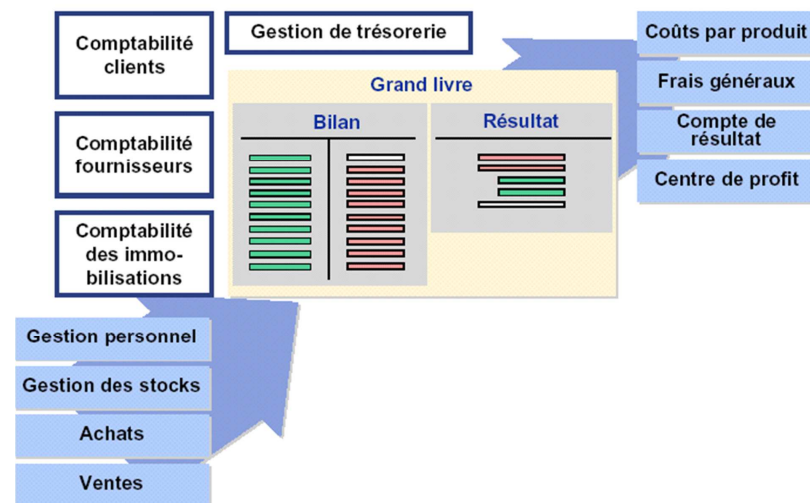 Comptabilité
clients
Gestion de trésorerie
Coûts par produit
Frais généraux
Compte de
résultat
Centre de profit
Grand livre
Bilan
Résultat
Comptabilité
fournisseurs
Comptabilité
des immo-
bilisations
Gestion personnel
Gestion des stocks
Achats
Ventes